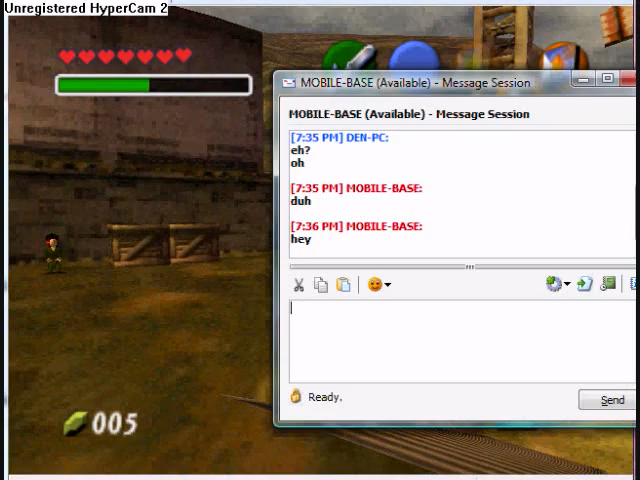 Unregistered HyperCam 2
MOBILE-BASE (Available) - Message Session
MOBILE-BASE (Available) - Message Session
[7:35 PM] DEN-PC:
eh?
oh
[7:35 PM] MOBILE-BASE:
duh
[7:36 PM] MOBILE-BASE:
hey
Ready.
Send
005